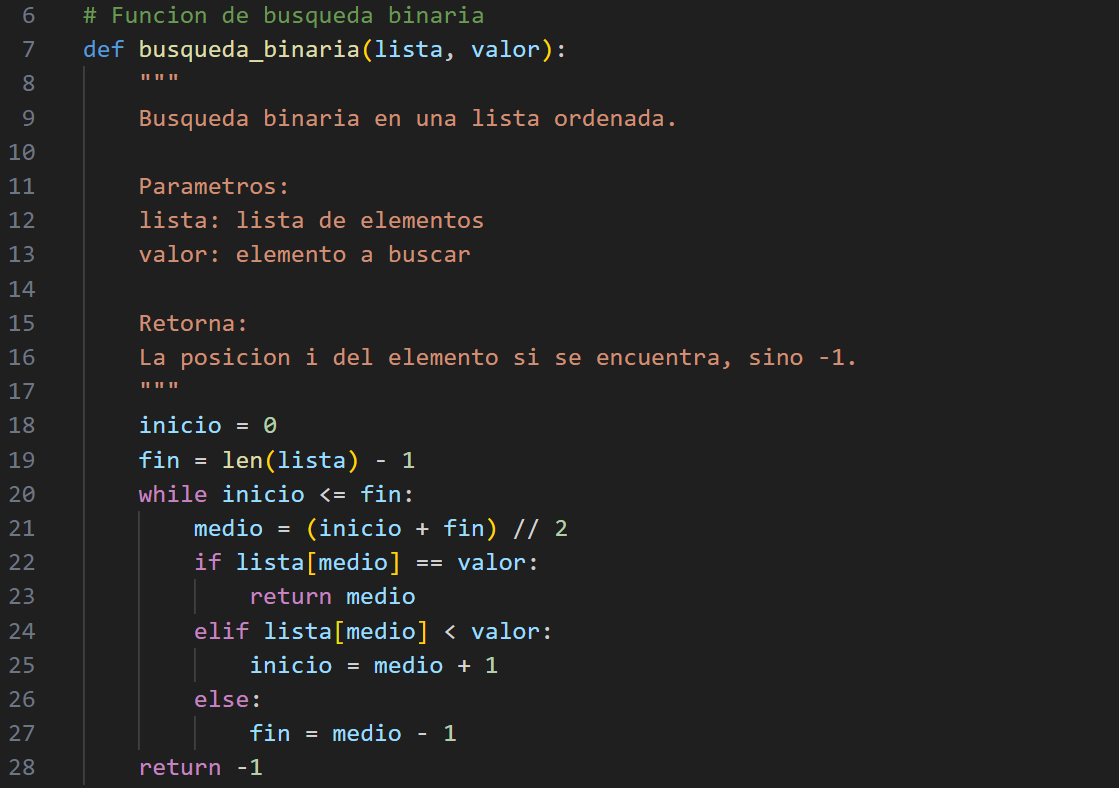 6 # Funcion de busqueda binaria
7 def busqueda_binaria(lista, valor):
8     """
9     Busqueda binaria en una lista ordenada.
10
11     Parametros:
12     lista: lista de elementos
13     valor: elemento a buscar
14
15     Retorna:
16     La posicion i del elemento si se encuentra, sino -1.
17     """
18     inicio = 0
19     fin = len(lista) - 1
20     while inicio <= fin:
21         medio = (inicio + fin) // 2
22         if lista[medio] == valor:
23             return medio
24         elif lista[medio] < valor:
25             inicio = medio + 1
26         else:
27             fin = medio - 1
28     return -1